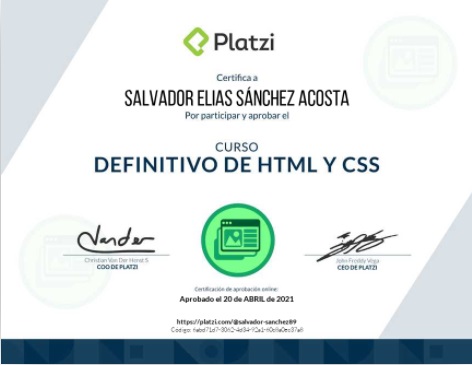 Platzi
Certifica a
SALVADOR ELIAS SÁNCHEZ ACOSTA
Por participar y aprobar el
CURSO
DEFINITIVO DE HTML Y CSS
Christian Van Der Henst S
COO DE PLATZI
John Freddy Vega
CEO DE PLATZI
Certificación de aprobación online:
Aprobado el 20 de ABRIL de 2021
https://platzi.com/@salvador-sanchez89
Código: